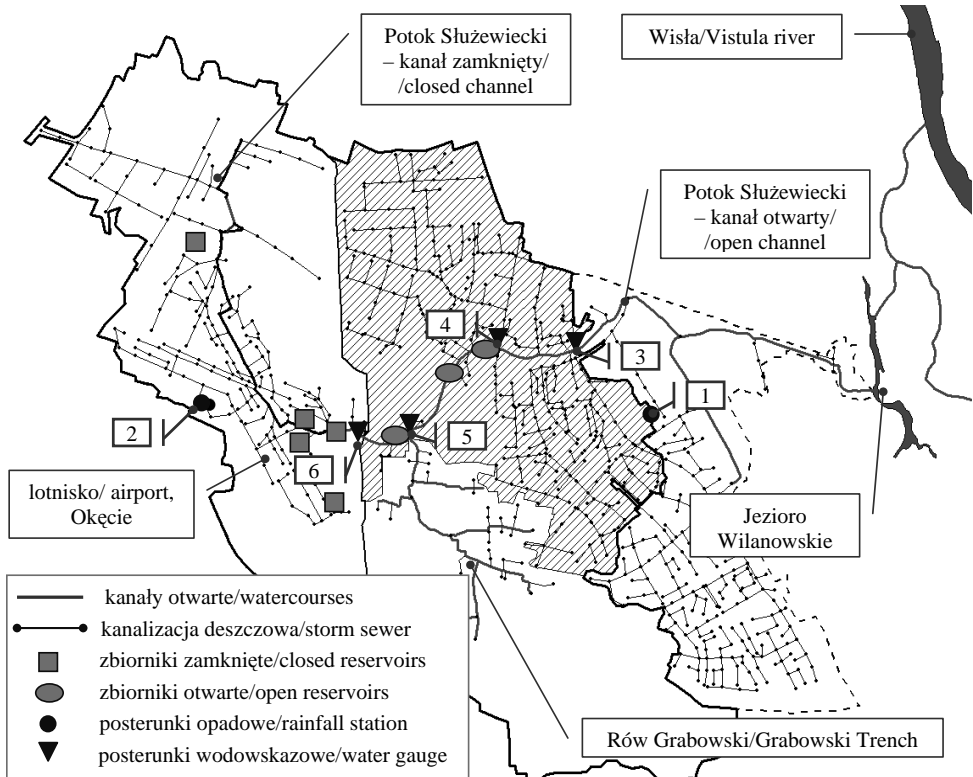 Potok Służewiecki
– kanał zamknięty/
/closed channel
Wisła/Vistula river
Potok Służewiecki
– kanał otwarty/
/open channel
4
3
1
2
5
6
lotnisko/ airport,
Okęcie
Jezioro
Wilanowskie
kanały otwarte/watercourses
kanalizacja deszczowa/storm sewer
zbiorniki zamknięte/closed reservoirs
zbiorniki otwarte/open reservoirs
posterunki opadowe/rainfall station
posterunki wodowskazowe/water gauge
Rów Grabowski/Grabowski Trench